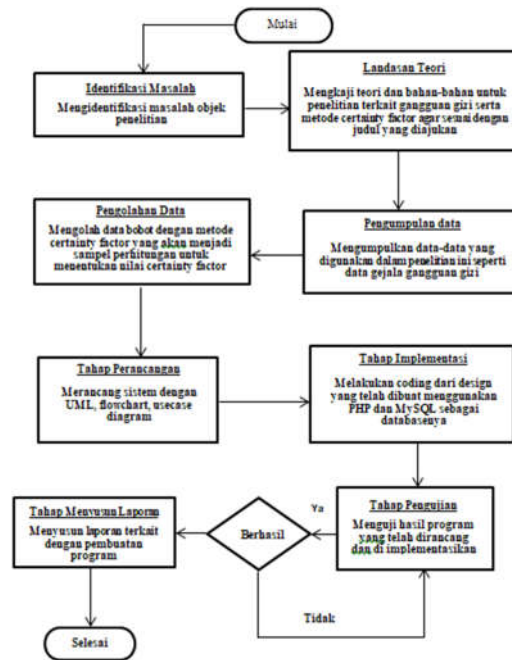 Mulai
Identifikasi Masalah
Mengidentifikasi masalah objek
penelitian
Landasan Teori
Mengkaji teori dan bahan-bahan untuk
penelitian terkait gangguan gizi serta
metode certainty factor agar sesuai dengan
judul yang diajukan
Pengumpulan data
Mengumpulkan data-data yang
digunakan dalam penelitian ini seperti
data gejala gangguan gizi
Pengolahan Data
Mengolah data bobot dengan metode
certainty factor yang akan menjadi
sampel perhitungan untuk
menentukan nilai certainty factor
Tahap Perancangan
Merancang sistem dengan
UML, flowchart, usecase
diagram
Tahap Implementasi
Melakukan coding dari design
yang telah dibuat menggunakan
PHP dan MySQL sebagai
databasenya
Tahap Pengujian
Menguji hasil program
yang telah dirancang
dan di implementasikan
Ya
Berhasil
Tidak
Tahap Menyusun Laporan
Menyusun laporan terkait
dengan pembuatan
program
Selesai